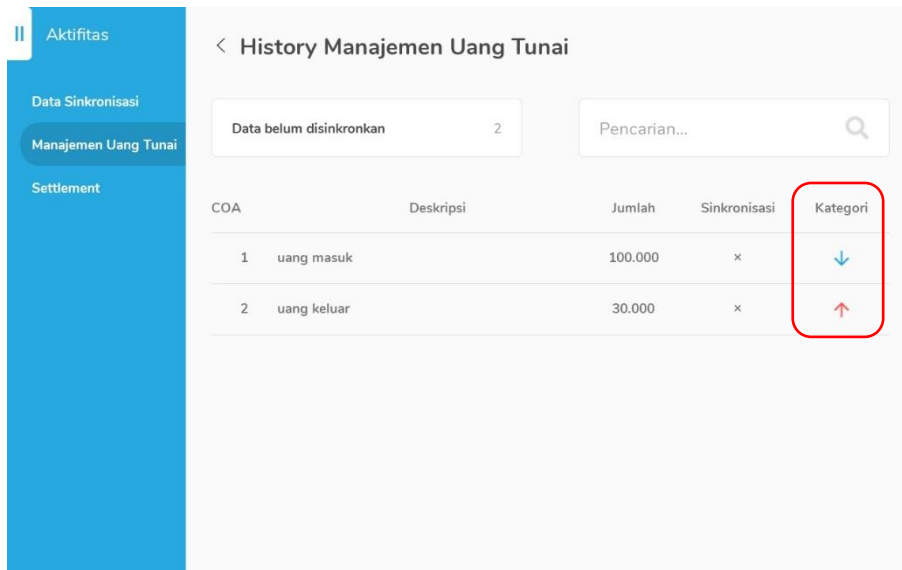 Aktifitas
Data Sinkronisasi
Manajemen Uang Tunai
Settlement
History Manajemen Uang Tunai
Data belum disinkronkan 2
Pencarian...
COA Deskripsi Jumlah Sinkronisasi Kategori
1 uang masuk 100.000 × ↓
2 uang keluar 30.000 × ↑